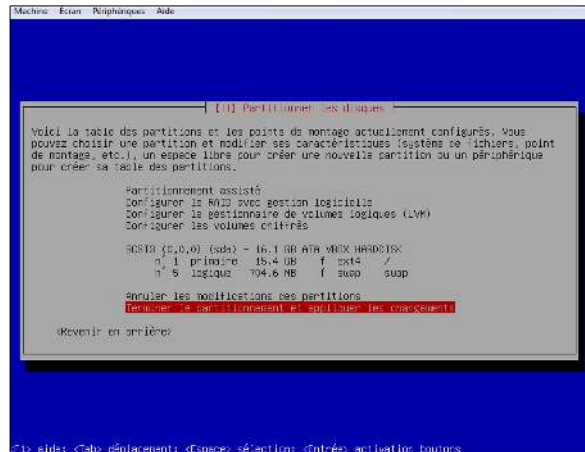 Machine Écran Périphériques Aide
[!!] Partitionner les disques
Voici la table des partitions et les points de montage actuellement configurés. Vous
pouvez choisir une partition et modifier ses caractéristiques (système de fichiers, point
de montage, etc.), un espace libre pour créer une nouvelle partition ou un périphérique
pour créer sa table des partitions.
Partitionnement assisté
Configurer le RAID avec gestion logicielle
Configurer le gestionnaire de volumes logiques (LVM)
Configurer les volumes chiffrés
SCSI3 (0,0,0) (sda) - 16.1 GB ATA VBOX HARDDISK
n° 1 primaire 15.4 GB f ext4 /
n° 5 logique 704.6 MB f swap swap
Annuler les modifications des partitions
Terminer le partitionnement et appliquer les changements
<Revenir en arrière>
<F1> aide; <Tab> déplacement; <Espace> sélection; <Entrée> activation boutons